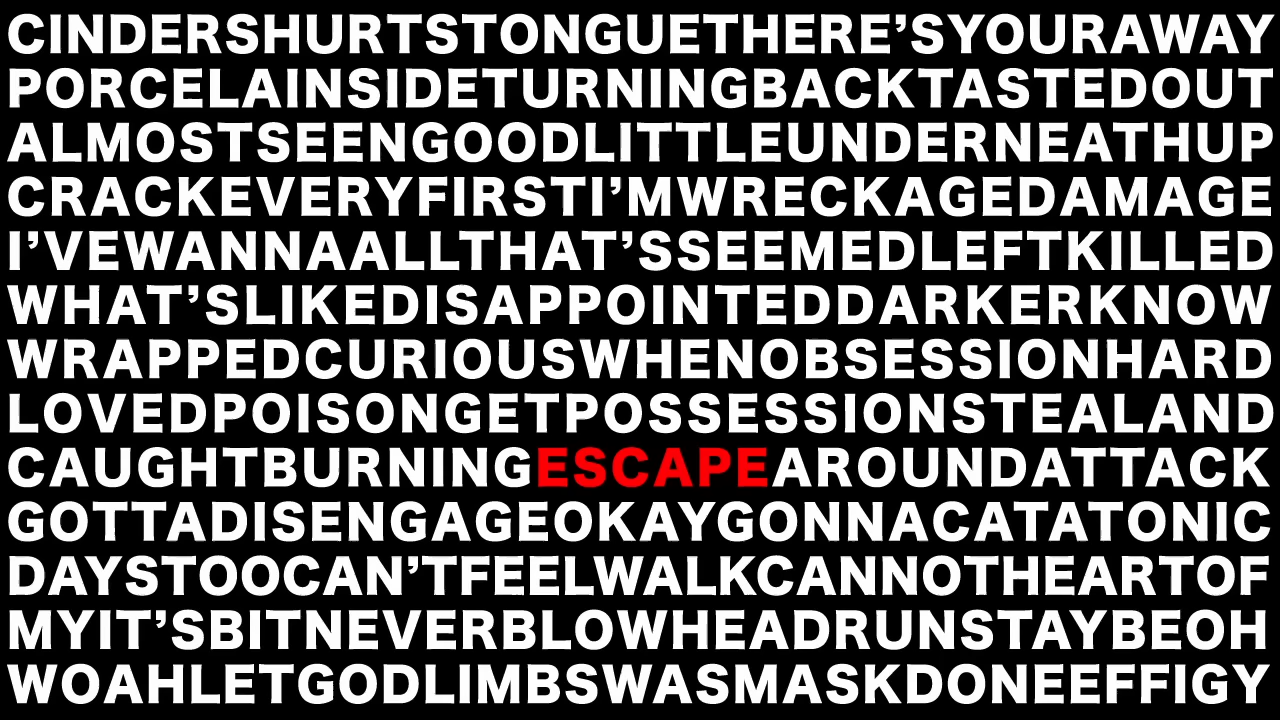 CINDERSHURTSTONGUETHERE’SYOURAWAY
PORCELAINSIDETURNINGBACKTASTEDOUT
ALMOSTSEENGOODLITTLEUNDERNEATHUP
CRACKEVERYFIRSTI’MWRECKAGEDAMAGE
I’VEWANNAALLTHAT’SSEEMEDLEFTKILLED
WHAT’SLIKEDISAPPOINTEDDARKERKNOW
WRAPPEDCURIOUSWHENOBSESSIONHARD
LOVEDPOISONGETPOSSESSIONSTEALAND
CAUGHTBURNINGESCAPEAROUNDATTACK
GOTTADISENGAGEOKAYGONNACATATONIC
DAYSTOOCAN’TFEELWALKCANNOTHEARTOF
MYIT’SBITNEVERBLOWHEADRUNSTAYBEOH
WOAHLETGODLIMBSWASMASKDONEEFFIGY